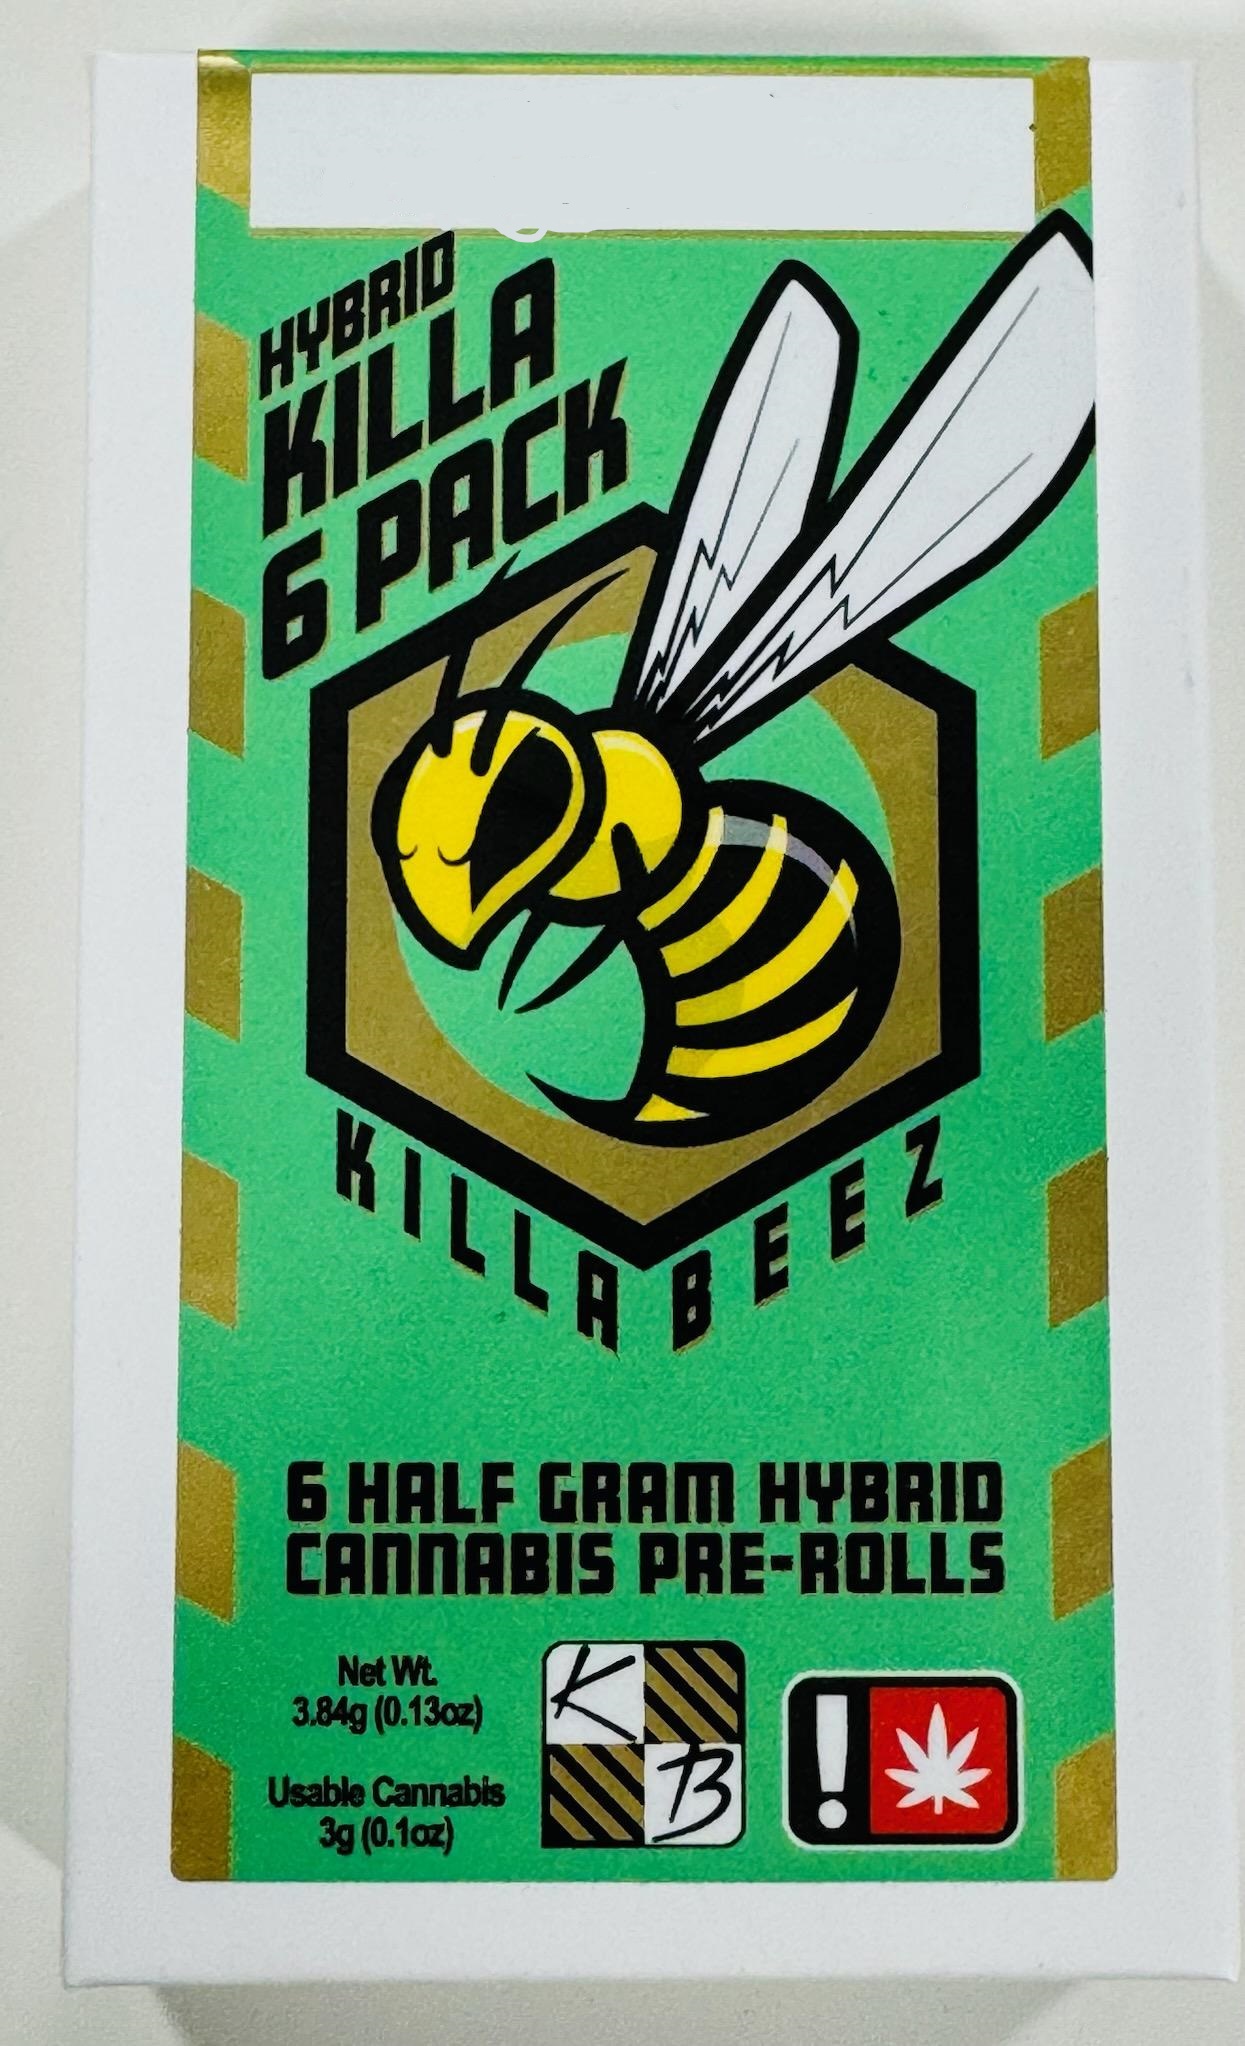 HYBRID
KILLA
6 PACK
KILLA BEEZ
6 HALF GRAM HYBRID
CANNABIS PRE-ROLLS
Net Wt.
3.84g (0.13oz)
Usable Cannabis
3g (0.1oz)
K
B
!